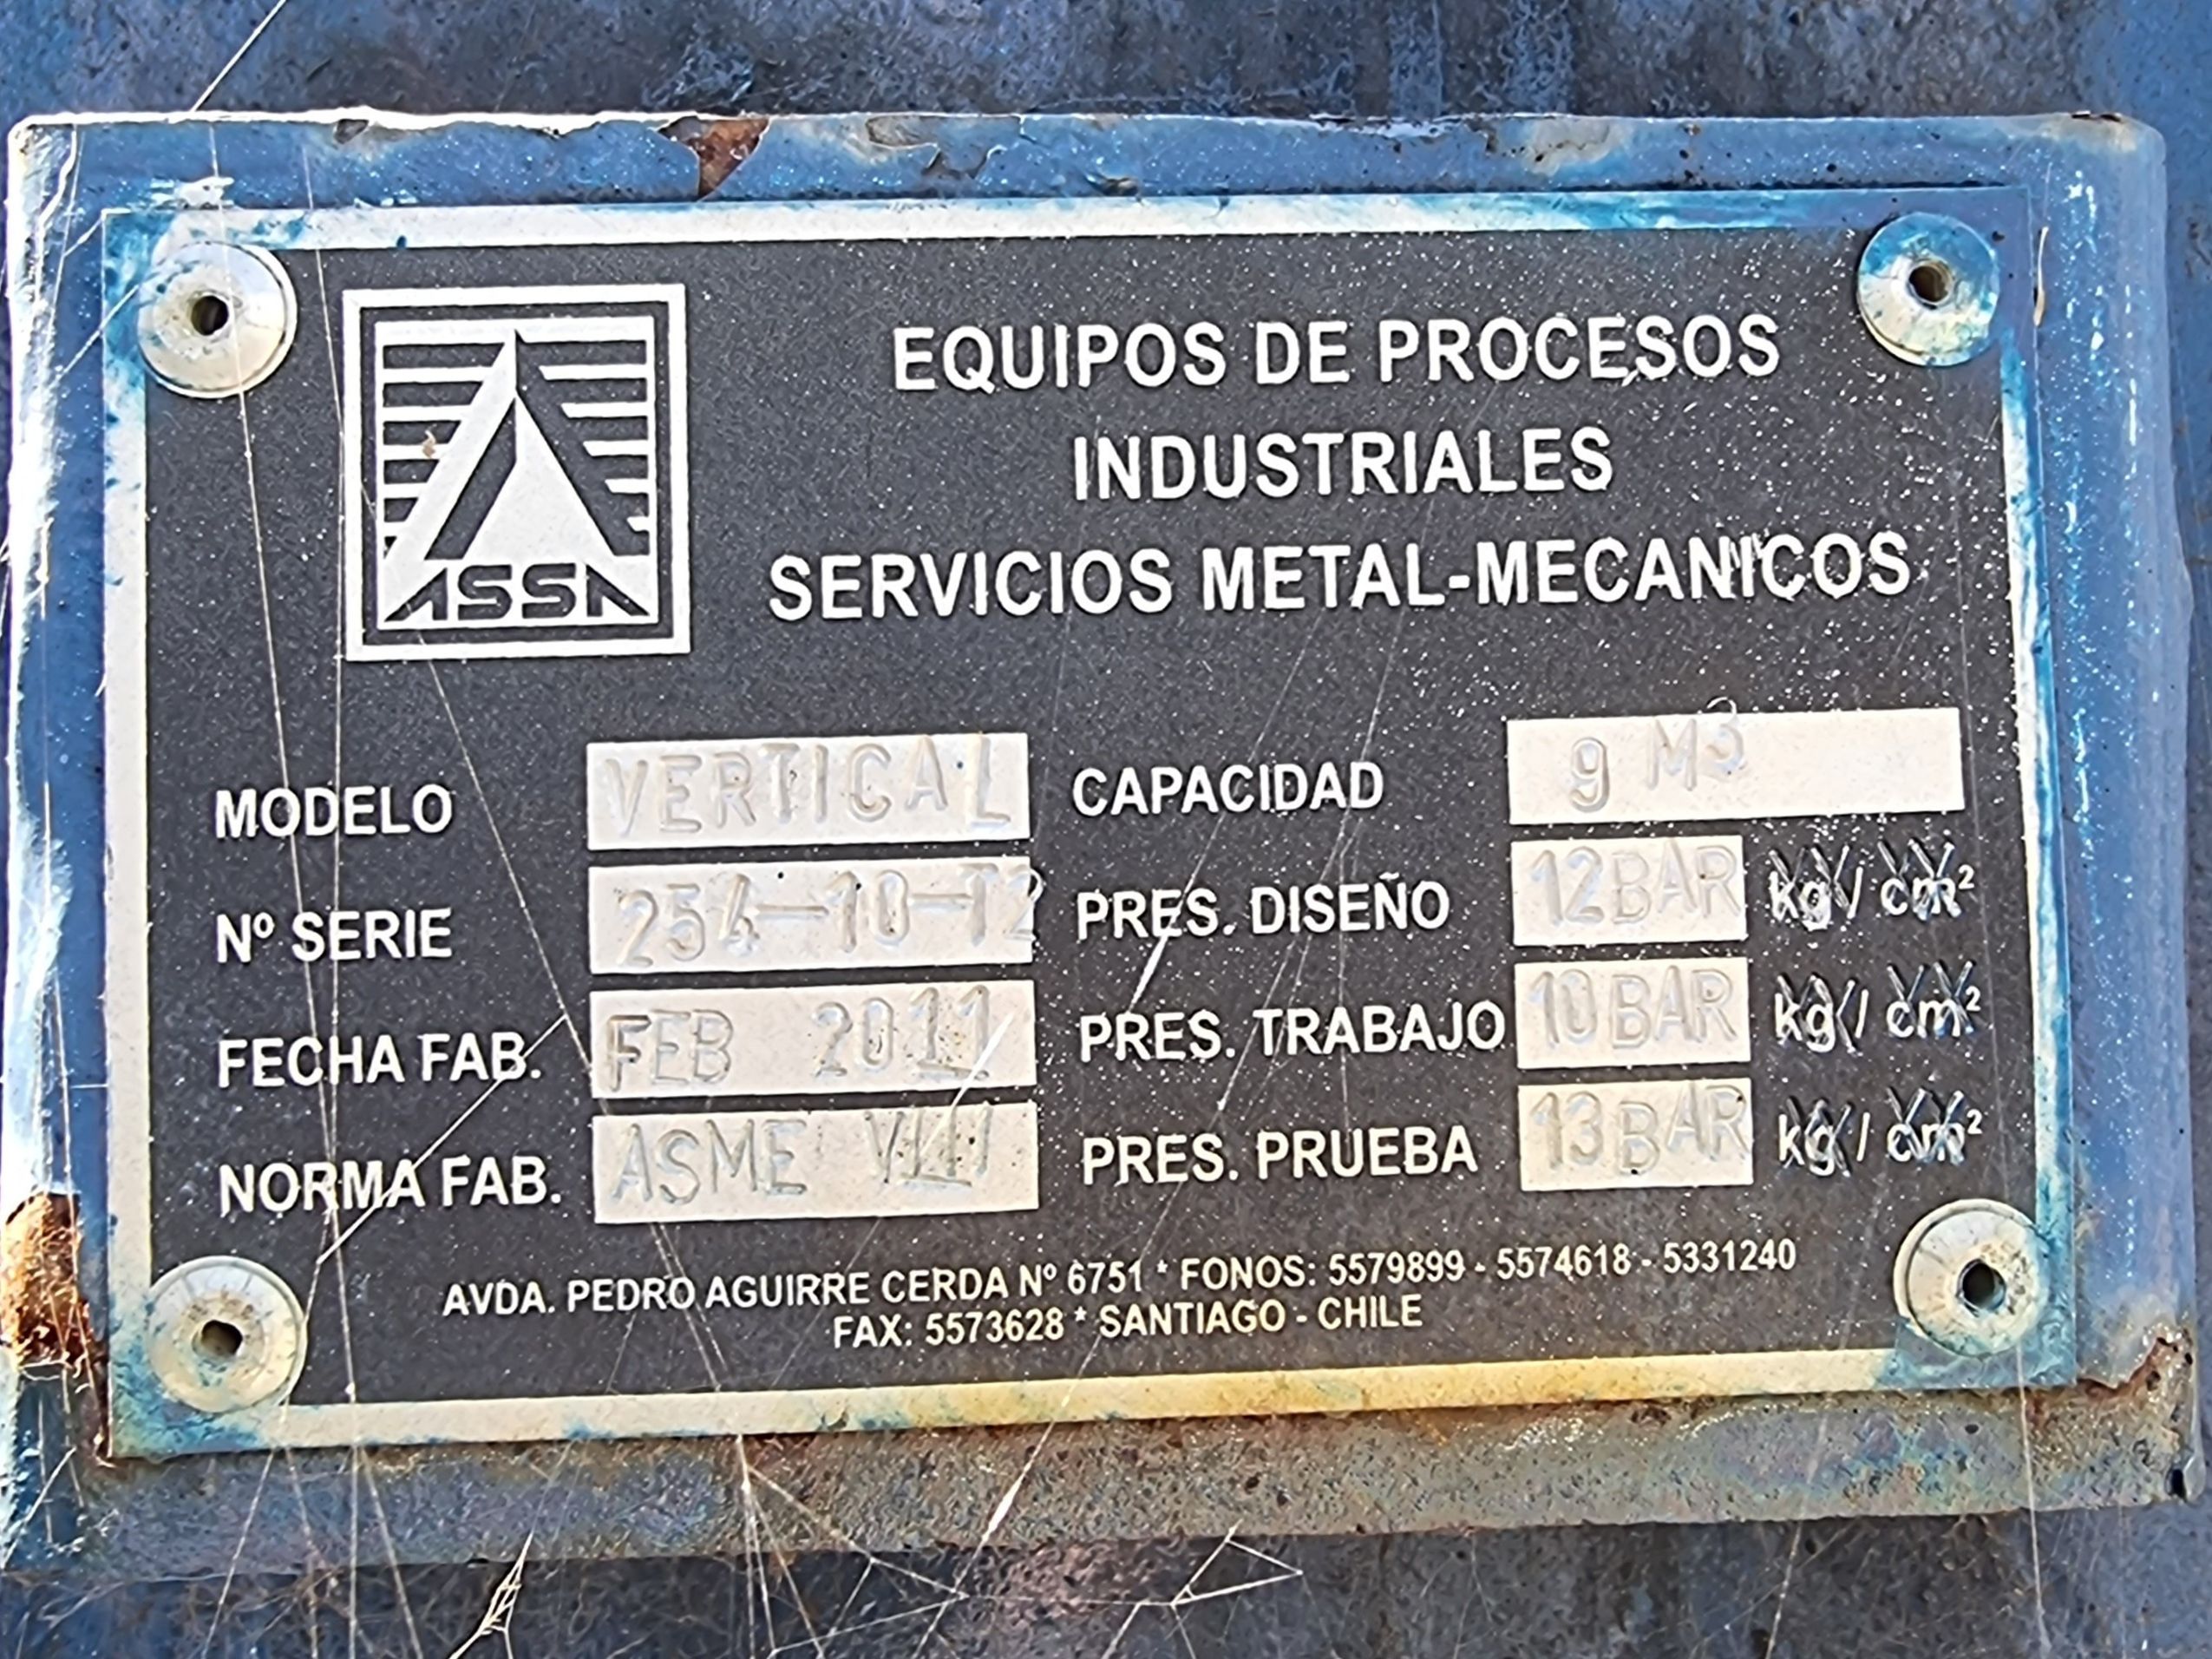 ASSA
EQUIPOS DE PROCESOS
INDUSTRIALES
SERVICIOS METAL-MECANICOS
MODELO VERTICAL CAPACIDAD 9 M3
Nº SERIE 254-10-T2 PRES. DISEÑO 12BAR kg/cm²
FECHA FAB. FEB 2011 PRES. TRABAJO 10BAR kg/cm²
NORMA FAB. ASME VIII PRES. PRUEBA 13BAR kg/cm²
AVDA. PEDRO AGUIRRE CERDA Nº 6751 * FONOS: 5579899 - 5574618 - 5331240
FAX: 5573628 * SANTIAGO - CHILE